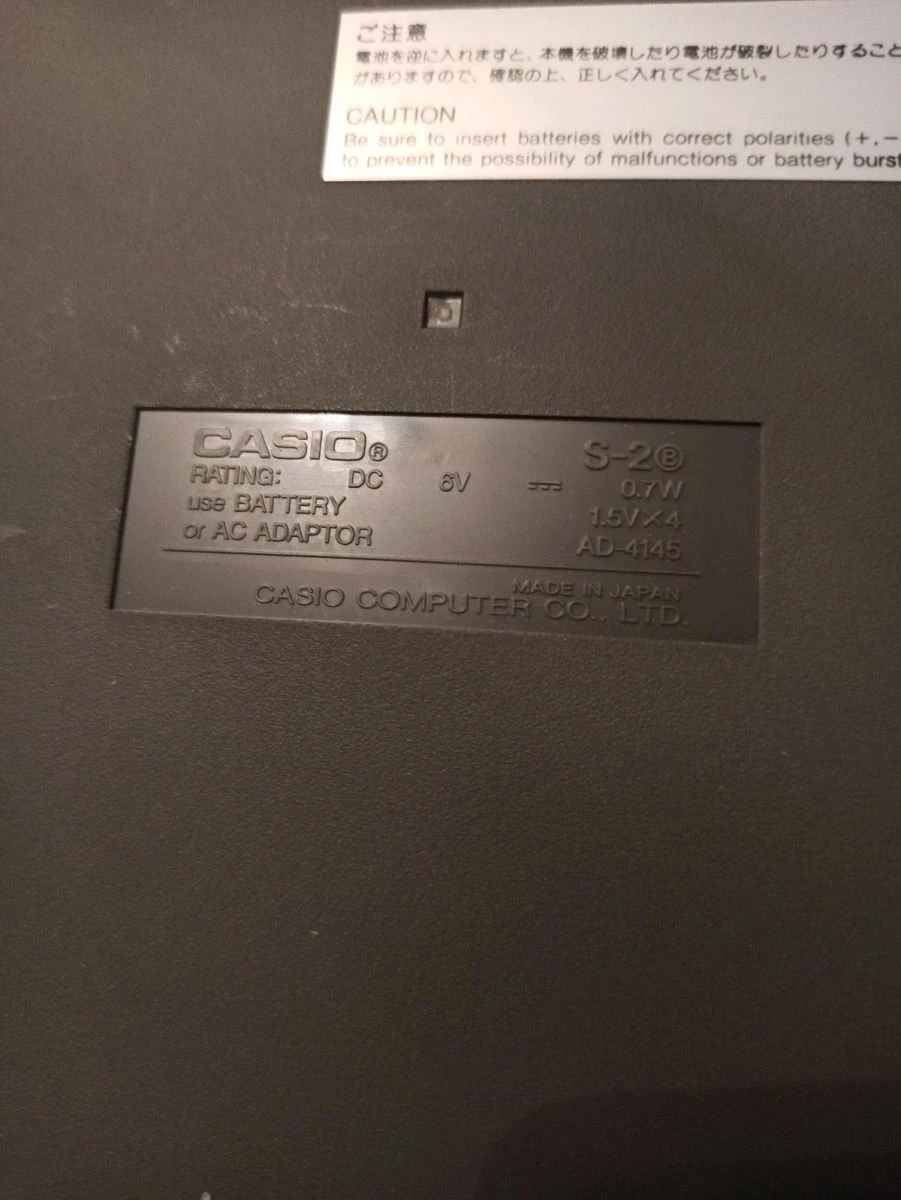 ご注意
電池を逆に入れますと、本機を破壊したり電池が破裂したりすること
がありますので、確認の上、正しく入れてください。
CAUTION
Be sure to insert batteries with correct polarities (+,−
to prevent the possibility of malfunctions or battery burst
CASIO® S-2Ⓑ
RATING: DC 6V ⎓ 0.7W
use BATTERY 1.5V×4
or AC ADAPTOR AD-4145
MADE IN JAPAN
CASIO COMPUTER CO., LTD.